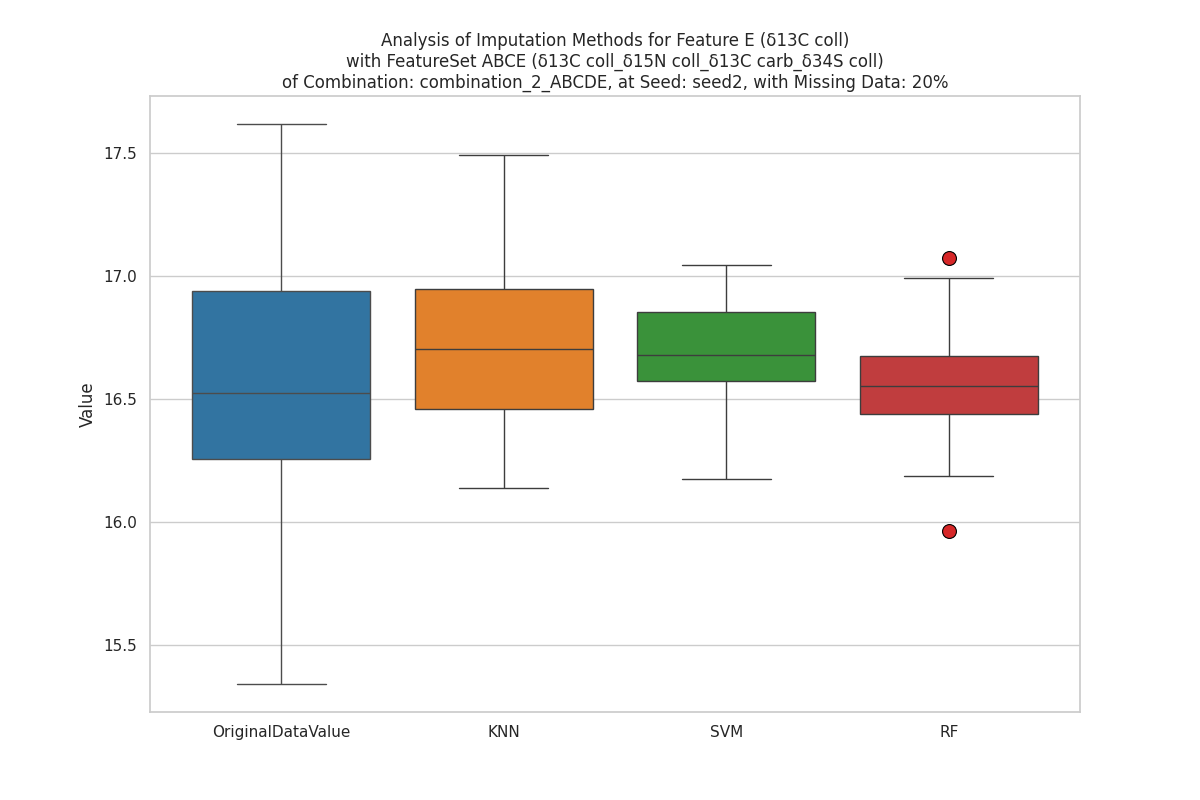 Analysis of Imputation Methods for Feature E (δ13C coll)
with FeatureSet ABCE (δ13C coll_δ15N coll_δ13C carb_δ34S coll)
of Combination: combination_2_ABCDE, at Seed: seed2, with Missing Data: 20%
17.5
17.0
16.5
16.0
15.5
Value
OriginalDataValue KNN SVM RF